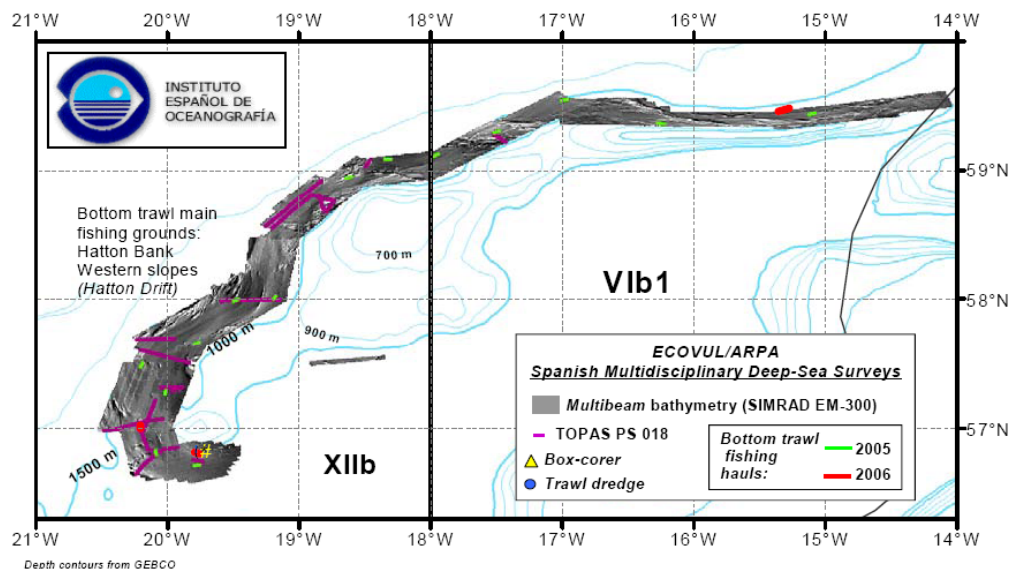 21°W 20°W 19°W 18°W 17°W 16°W 15°W 14°W
INSTITUTO
ESPAÑOL DE
OCEANOGRAFÍA
59°N
Bottom trawl main
fishing grounds:
Hatton Bank
Western slopes
(Hatton Drift)
700 m
VIb1
58°N
1000 m
900 m
ECOVUL/ARPA
Spanish Multidisciplinary Deep-Sea Surveys
Multibeam bathymetry (SIMRAD EM-300)
TOPAS PS 018
Box-corer
Trawl dredge
Bottom trawl
fishing
hauls:
2005
2006
57°N
1500 m
XIIb
21°W 20°W 19°W 18°W 17°W 16°W 15°W 14°W
Depth contours from GEBCO